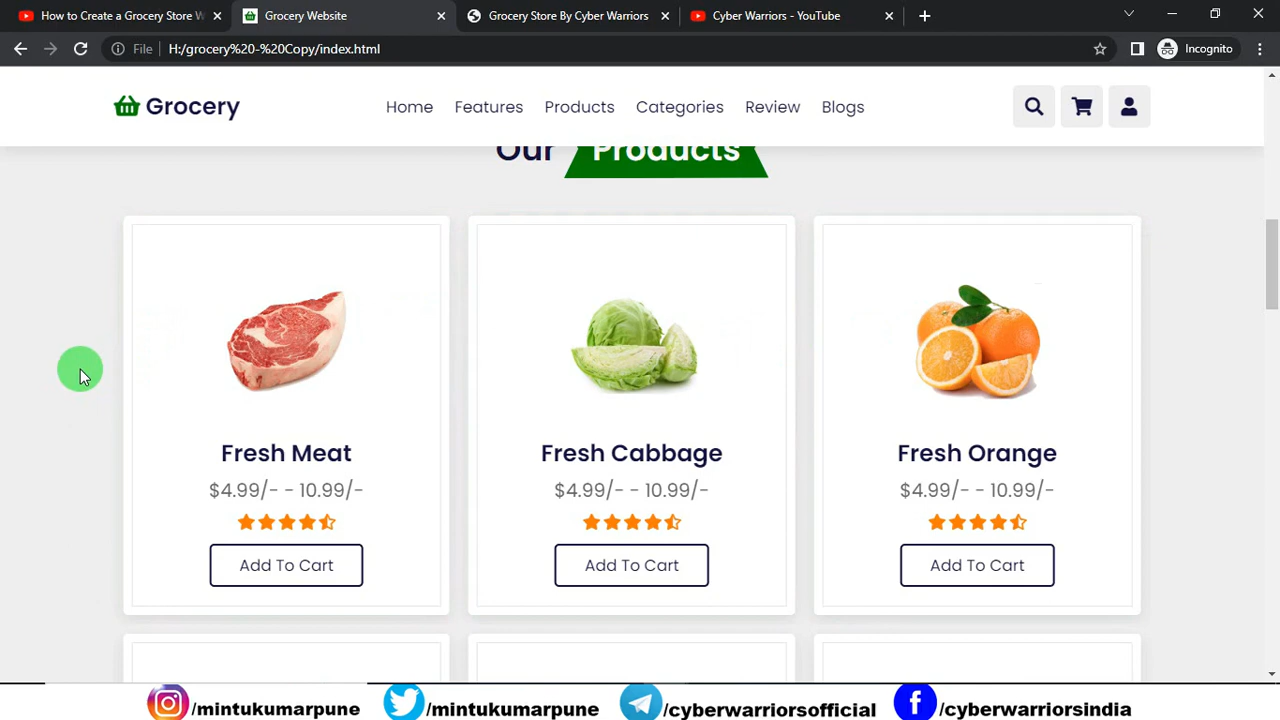 How to Create a Grocery Store W
Grocery Website
Grocery Store By Cyber Warriors
Cyber Warriors - YouTube
File
H:/grocery%20-%20Copy/index.html
Incognito
Grocery
Home
Features
Products
Categories
Review
Blogs
Our Products
Fresh Meat
$4.99/- - 10.99/-
Add To Cart
Fresh Cabbage
$4.99/- - 10.99/-
Add To Cart
Fresh Orange
$4.99/- - 10.99/-
Add To Cart
/mintukumarpune
/mintukumarpune
/cyberwarriorsofficial
/cyberwarriorsindia